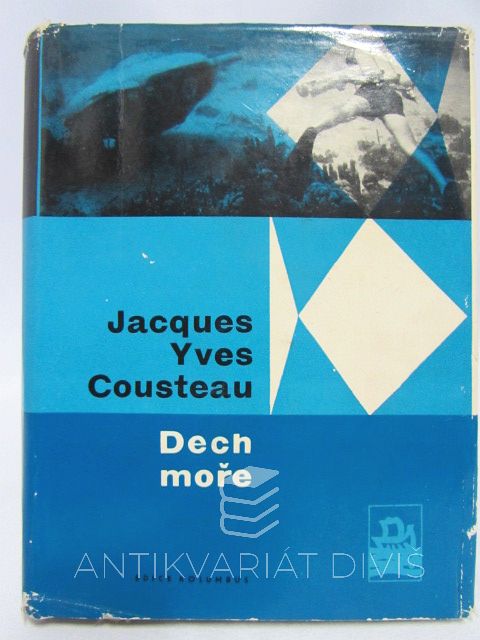 Jacques
Yves
Cousteau
Dech
moře
ANTIKVARIÁT DIVIŠ
EDICE KOLUMBUS